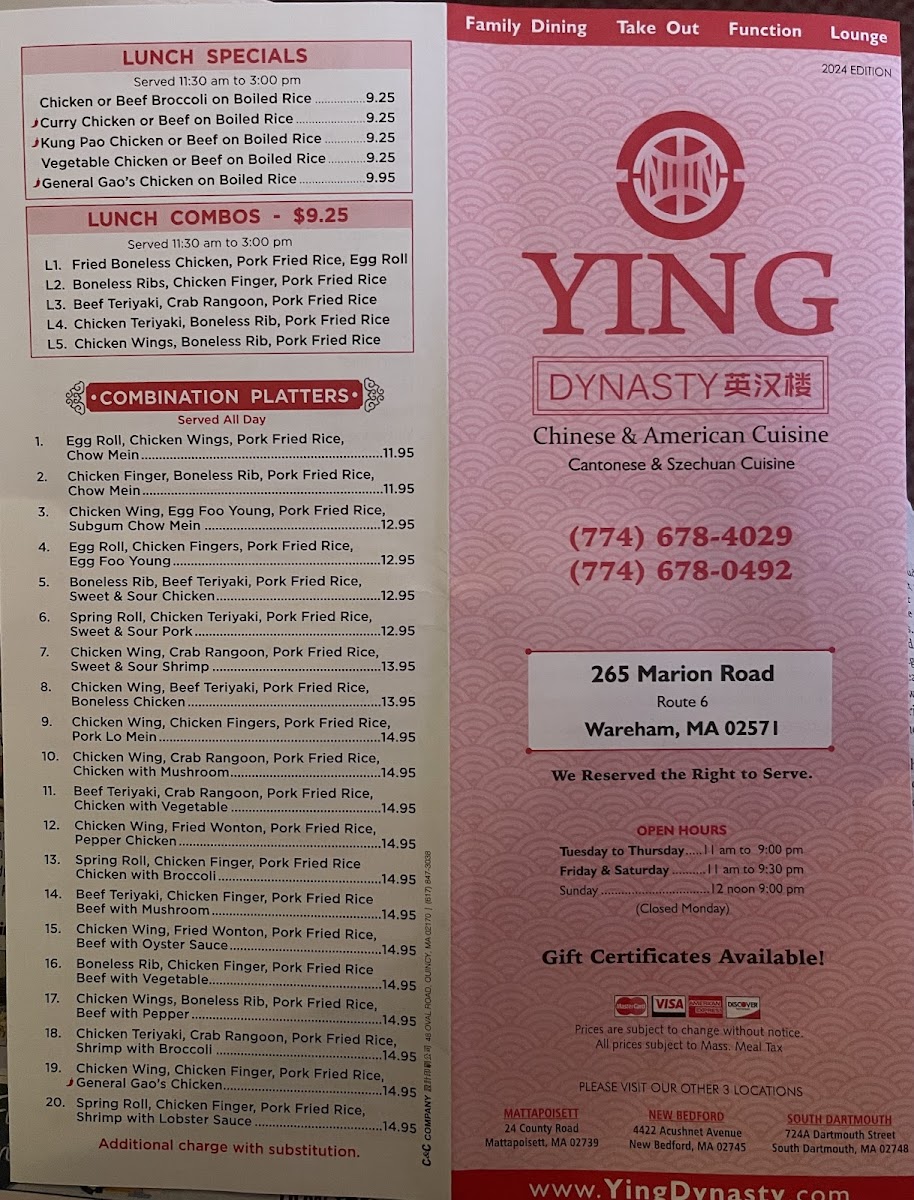 LUNCH SPECIALS
Served 11:30 am to 3:00 pm
Chicken or Beef Broccoli on Boiled Rice ..............9.25
Curry Chicken or Beef on Boiled Rice ...................9.25
Kung Pao Chicken or Beef on Boiled Rice ...........9.25
Vegetable Chicken or Beef on Boiled Rice ..........9.25
General Gao's Chicken on Boiled Rice .................9.95
LUNCH COMBOS - $9.25
Served 11:30 am to 3:00 pm
L1. Fried Boneless Chicken, Pork Fried Rice, Egg Roll
L2. Boneless Ribs, Chicken Finger, Pork Fried Rice
L3. Beef Teriyaki, Crab Rangoon, Pork Fried Rice
L4. Chicken Teriyaki, Boneless Rib, Pork Fried Rice
L5. Chicken Wings, Boneless Rib, Pork Fried Rice
•COMBINATION PLATTERS•
Served All Day
1. Egg Roll, Chicken Wings, Pork Fried Rice,
Chow Mein..........11.95
2. Chicken Finger, Boneless Rib, Pork Fried Rice,
Chow Mein..........11.95
3. Chicken Wing, Egg Foo Young, Pork Fried Rice,
Subgum Chow Mein ..........12.95
4. Egg Roll, Chicken Fingers, Pork Fried Rice,
Egg Foo Young..........12.95
5. Boneless Rib, Beef Teriyaki, Pork Fried Rice,
Sweet & Sour Chicken..........12.95
6. Spring Roll, Chicken Teriyaki, Pork Fried Rice,
Sweet & Sour Pork..........12.95
7. Chicken Wing, Crab Rangoon, Pork Fried Rice,
Sweet & Sour Shrimp ..........13.95
8. Chicken Wing, Beef Teriyaki, Pork Fried Rice,
Boneless Chicken ..........13.95
9. Chicken Wing, Chicken Fingers, Pork Fried Rice,
Pork Lo Mein ..........14.95
10. Chicken Wing, Crab Rangoon, Pork Fried Rice,
Chicken with Mushroom..........14.95
11. Beef Teriyaki, Crab Rangoon, Pork Fried Rice,
Chicken with Vegetable ..........14.95
12. Chicken Wing, Fried Wonton, Pork Fried Rice,
Pepper Chicken..........14.95
13. Spring Roll, Chicken Finger, Pork Fried Rice
Chicken with Broccoli..........14.95
14. Beef Teriyaki, Chicken Finger, Pork Fried Rice
Beef with Mushroom..........14.95
15. Chicken Wing, Fried Wonton, Pork Fried Rice,
Beef with Oyster Sauce..........14.95
16. Boneless Rib, Chicken Finger, Pork Fried Rice
Beef with Vegetable..........14.95
17. Chicken Wings, Boneless Rib, Pork Fried Rice,
Beef with Pepper ..........14.95
18. Chicken Teriyaki, Crab Rangoon, Pork Fried Rice,
Shrimp with Broccoli ..........14.95
19. Chicken Wing, Chicken Finger, Pork Fried Rice,
General Gao's Chicken..........14.95
20. Spring Roll, Chicken Finger, Pork Fried Rice,
Shrimp with Lobster Sauce ..........14.95
Additional charge with substitution.
C&C COMPANY 設計印刷公司 46 OVAL ROAD, QUINCY, MA 02170 | (617) 847-3038
Family Dining Take Out Function Lounge
2024 EDITION
YING
DYNASTY 英汉楼
Chinese & American Cuisine
Cantonese & Szechuan Cuisine
(774) 678-4029
(774) 678-0492
265 Marion Road
Route 6
Wareham, MA 02571
We Reserved the Right to Serve.
OPEN HOURS
Tuesday to Thursday.....11 am to 9:00 pm
Friday & Saturday ..........11 am to 9:30 pm
Sunday ................................12 noon 9:00 pm
(Closed Monday)
Gift Certificates Available!
MasterCard VISA AMERICAN EXPRESS DISCOVER
Prices are subject to change without notice.
All prices subject to Mass. Meal Tax
PLEASE VISIT OUR OTHER 3 LOCATIONS
MATTAPOISETT
24 County Road
Mattapoisett, MA 02739
NEW BEDFORD
4422 Acushnet Avenue
New Bedford, MA 02745
SOUTH DARTMOUTH
724A Dartmouth Street
South Dartmouth, MA 02748
www.YingDynasty.com